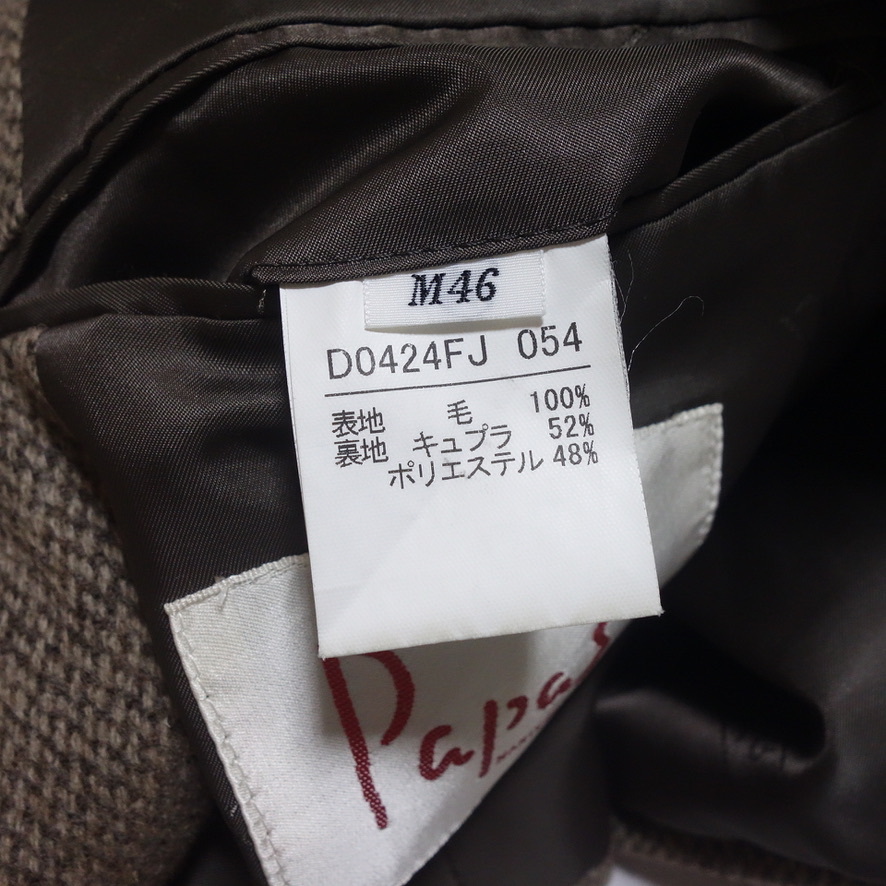 M46
D0424FJ 054
表地 毛 100%
裏地 キュプラ 52%
ポリエステル 48%
Papas